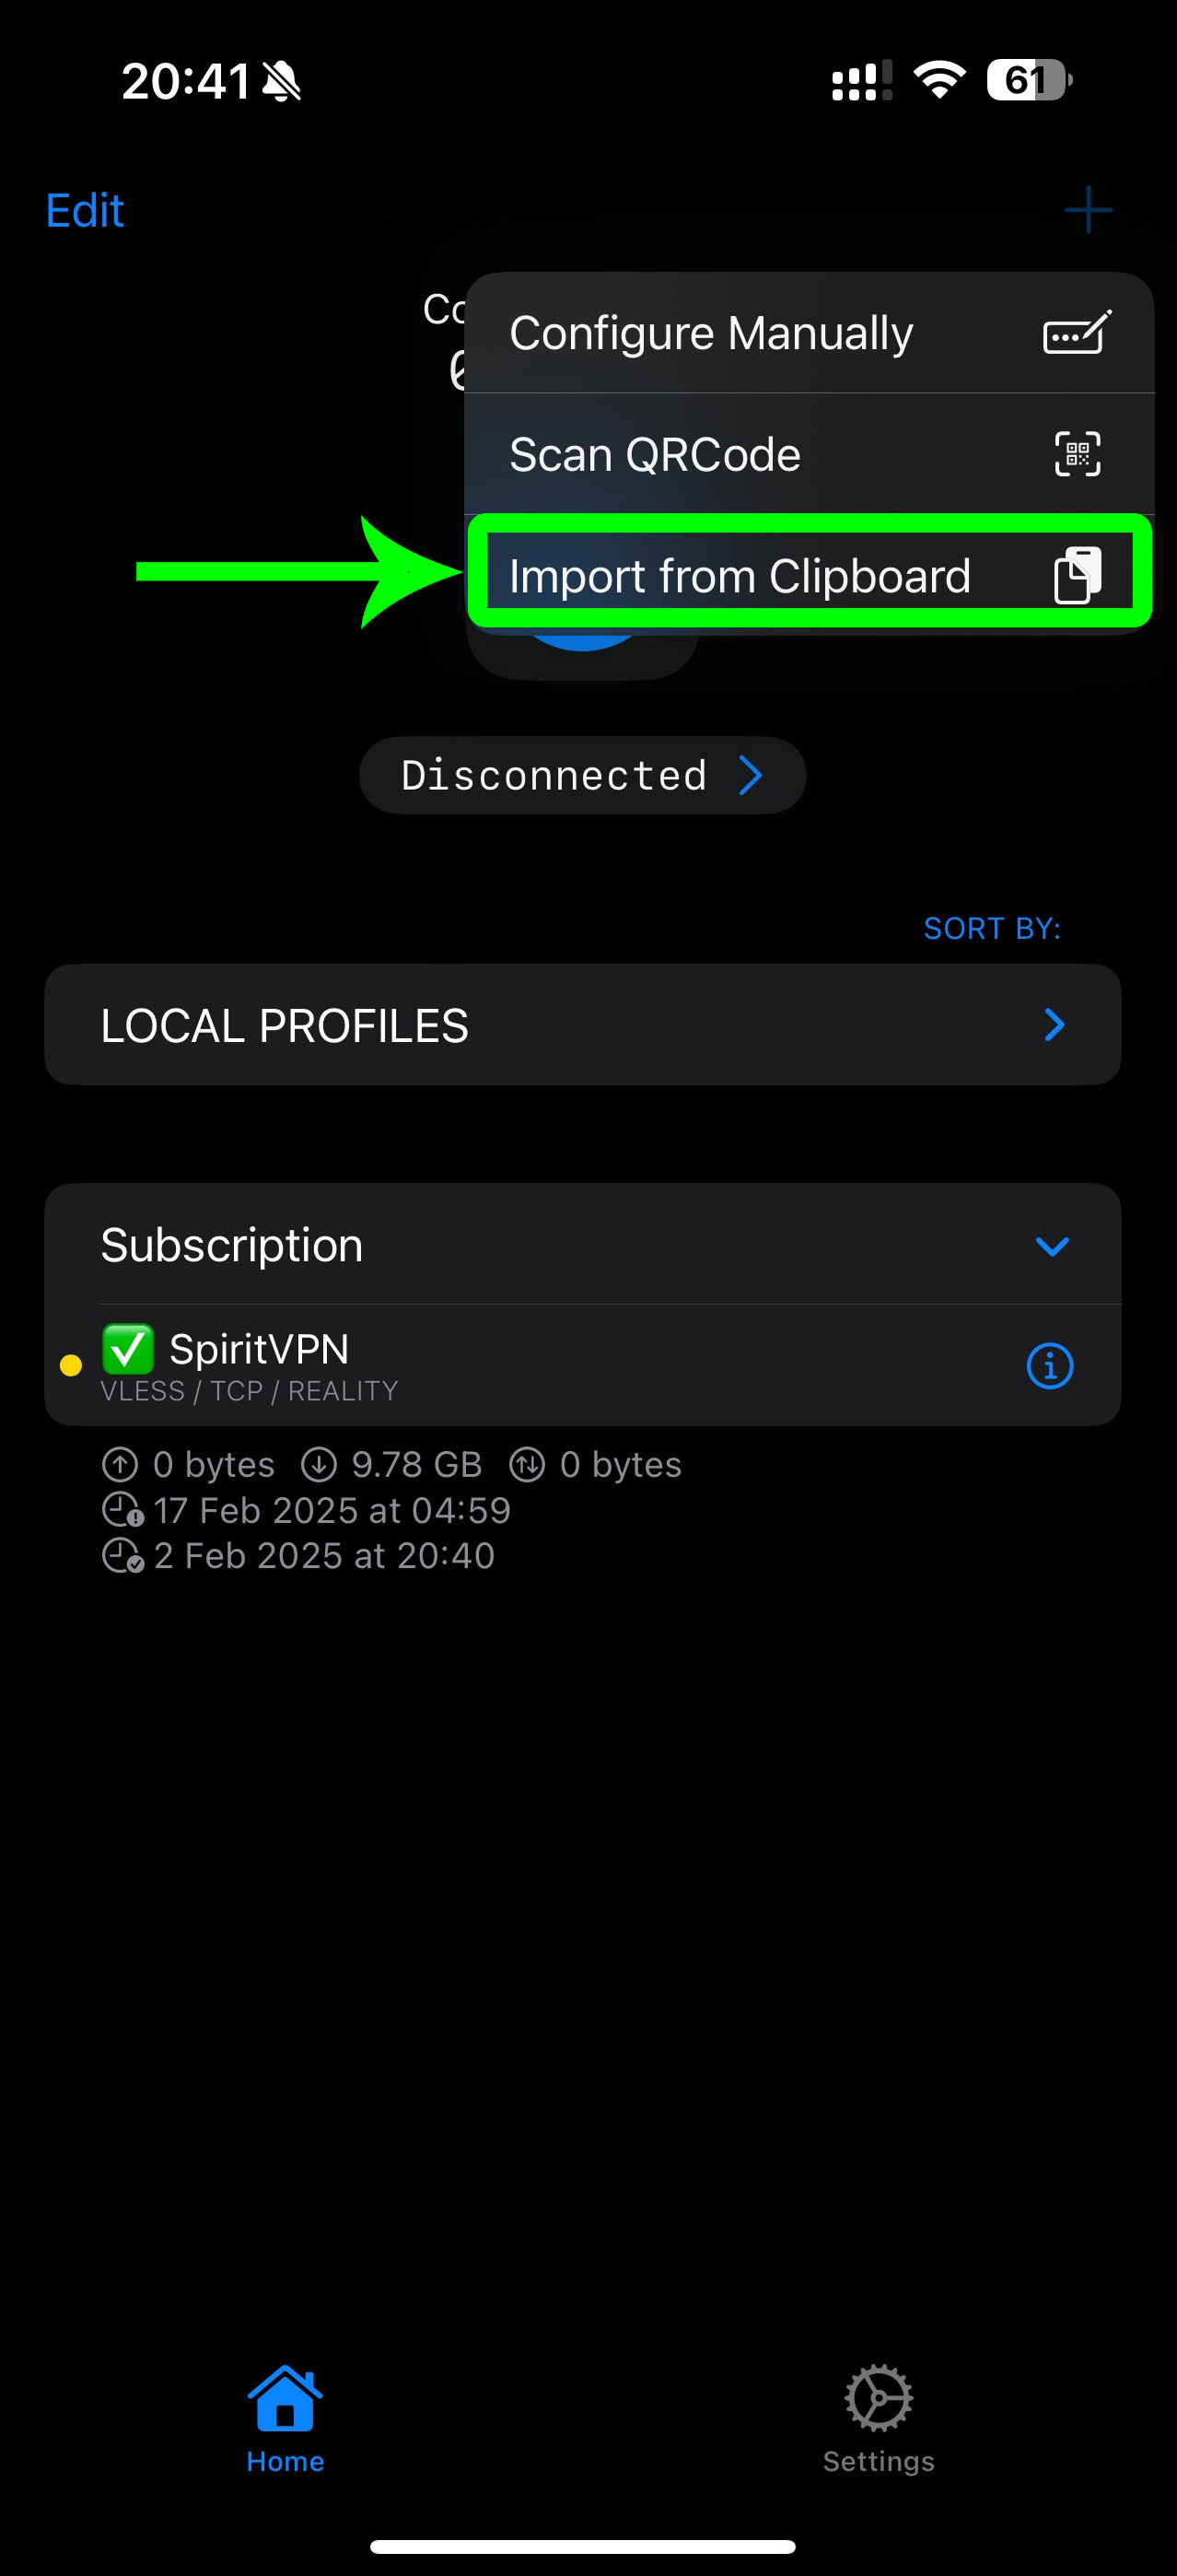 20:41
61
Edit
Co
Configure Manually
Scan QRCode
Import from Clipboard
Disconnected
SORT BY:
LOCAL PROFILES
Subscription
✅ SpiritVPN
VLESS / TCP / REALITY
0 bytes 9.78 GB 0 bytes
17 Feb 2025 at 04:59
2 Feb 2025 at 20:40
Home
Settings